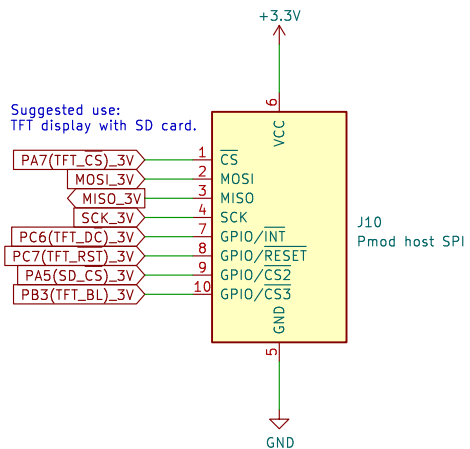 +3.3V
Suggested use:
TFT display with SD card.
6
VCC
PA7(TFT_CS)_3V 1 CS
MOSI_3V 2 MOSI
MISO_3V 3 MISO
SCK_3V 4 SCK
PC6(TFT_DC)_3V 7 GPIO/INT
PC7(TFT_RST)_3V 8 GPIO/RESET
PA5(SD_CS)_3V 9 GPIO/CS2
PB3(TFT_BL)_3V 10 GPIO/CS3
J10
Pmod host SPI
GND
5
GND